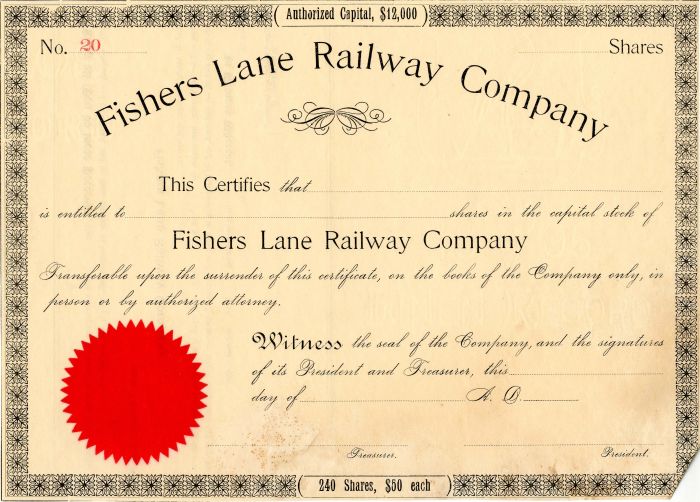 Authorized Capital, $12,000
No. 20 Shares
Fishers Lane Railway Company
This Certifies that
is entitled to shares in the capital stock of
Fishers Lane Railway Company
Transferable upon the surrender of this certificate, on the books of the Company only, in
person or by authorized attorney.
Witness the seal of the Company, and the signatures
of its President and Treasurer, this
day of A. D.
Treasurer. President.
240 Shares, $50 each